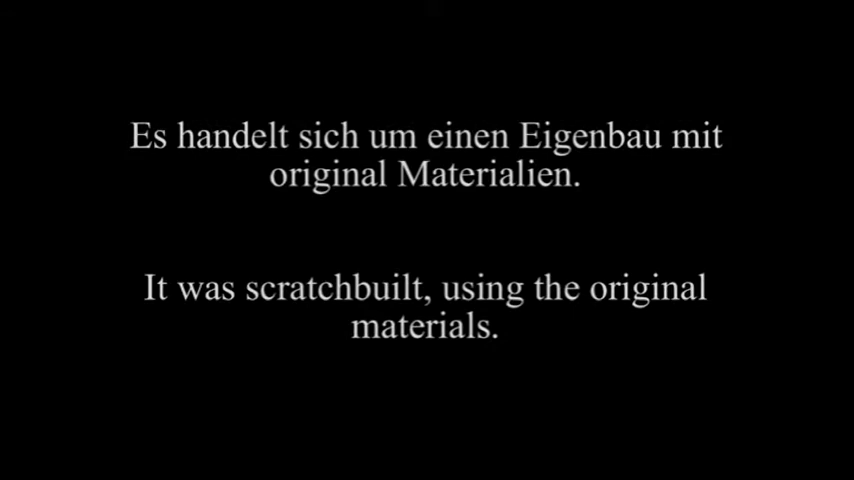 Es handelt sich um einen Eigenbau mit
original Materialien.
It was scratchbuilt, using the original
materials.